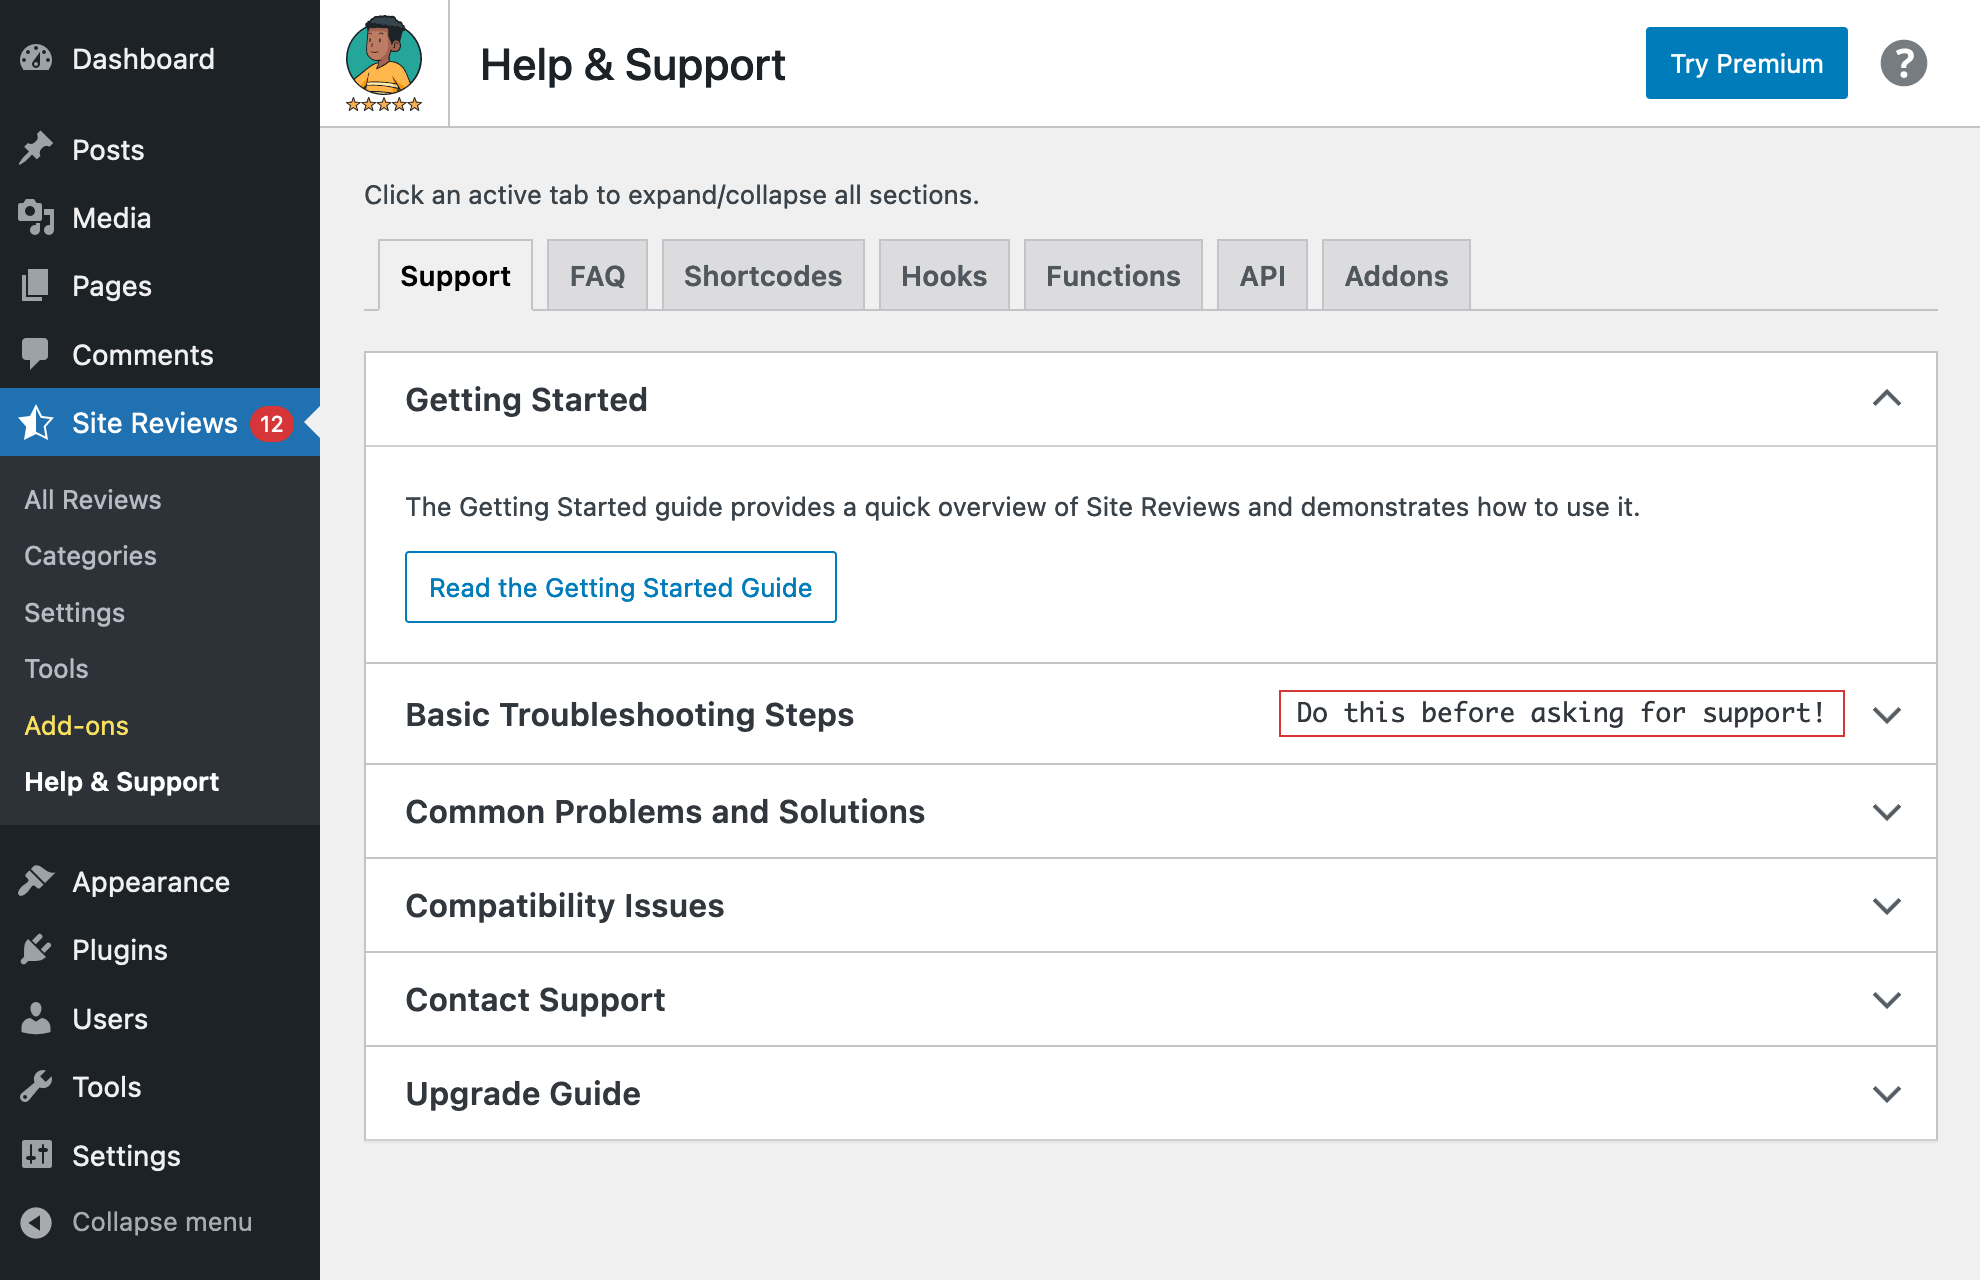 Dashboard
Posts
Media
Pages
Comments
Site Reviews 12
All Reviews
Categories
Settings
Tools
Add-ons
Help & Support
Appearance
Plugins
Users
Tools
Settings
Collapse menu
Help & Support
Try Premium
?
Click an active tab to expand/collapse all sections.
Support FAQ Shortcodes Hooks Functions API Addons
Getting Started
The Getting Started guide provides a quick overview of Site Reviews and demonstrates how to use it.
Read the Getting Started Guide
Basic Troubleshooting Steps Do this before asking for support!
Common Problems and Solutions
Compatibility Issues
Contact Support
Upgrade Guide